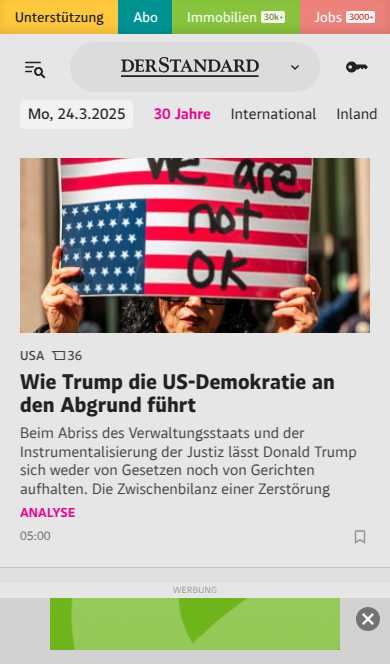 Unterstützung Abo Immobilien 30k+ Jobs 3000+
DERSTANDARD
Mo, 24.3.2025 30 Jahre International Inland
we are
not
OK
USA 36
Wie Trump die US-Demokratie an
den Abgrund führt
Beim Abriss des Verwaltungsstaats und der
Instrumentalisierung der Justiz lässt Donald Trump
sich weder von Gesetzen noch von Gerichten
aufhalten. Die Zwischenbilanz einer Zerstörung
ANALYSE
05:00
WERBUNG